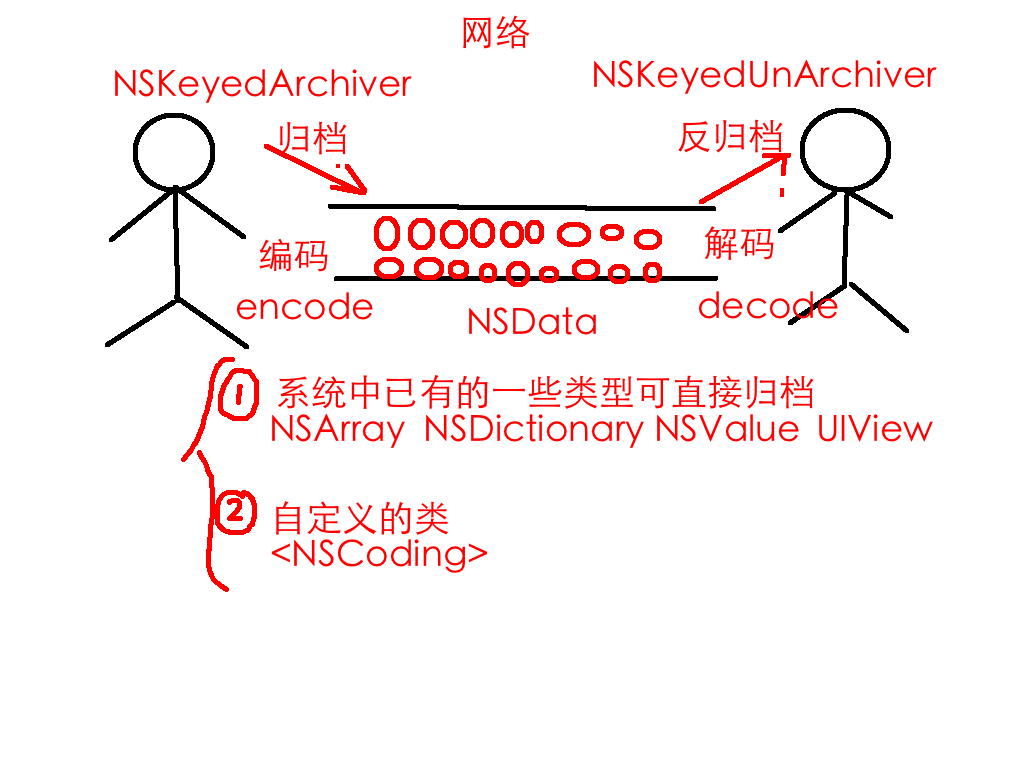 网络
NSKeyedArchiver
NSKeyedUnArchiver
归档
反归档
编码
解码
encode
NSData
decode
1 系统中已有的一些类型可直接归档
NSArray NSDictionary NSValue UIView
2 自定义的类
<NSCoding>